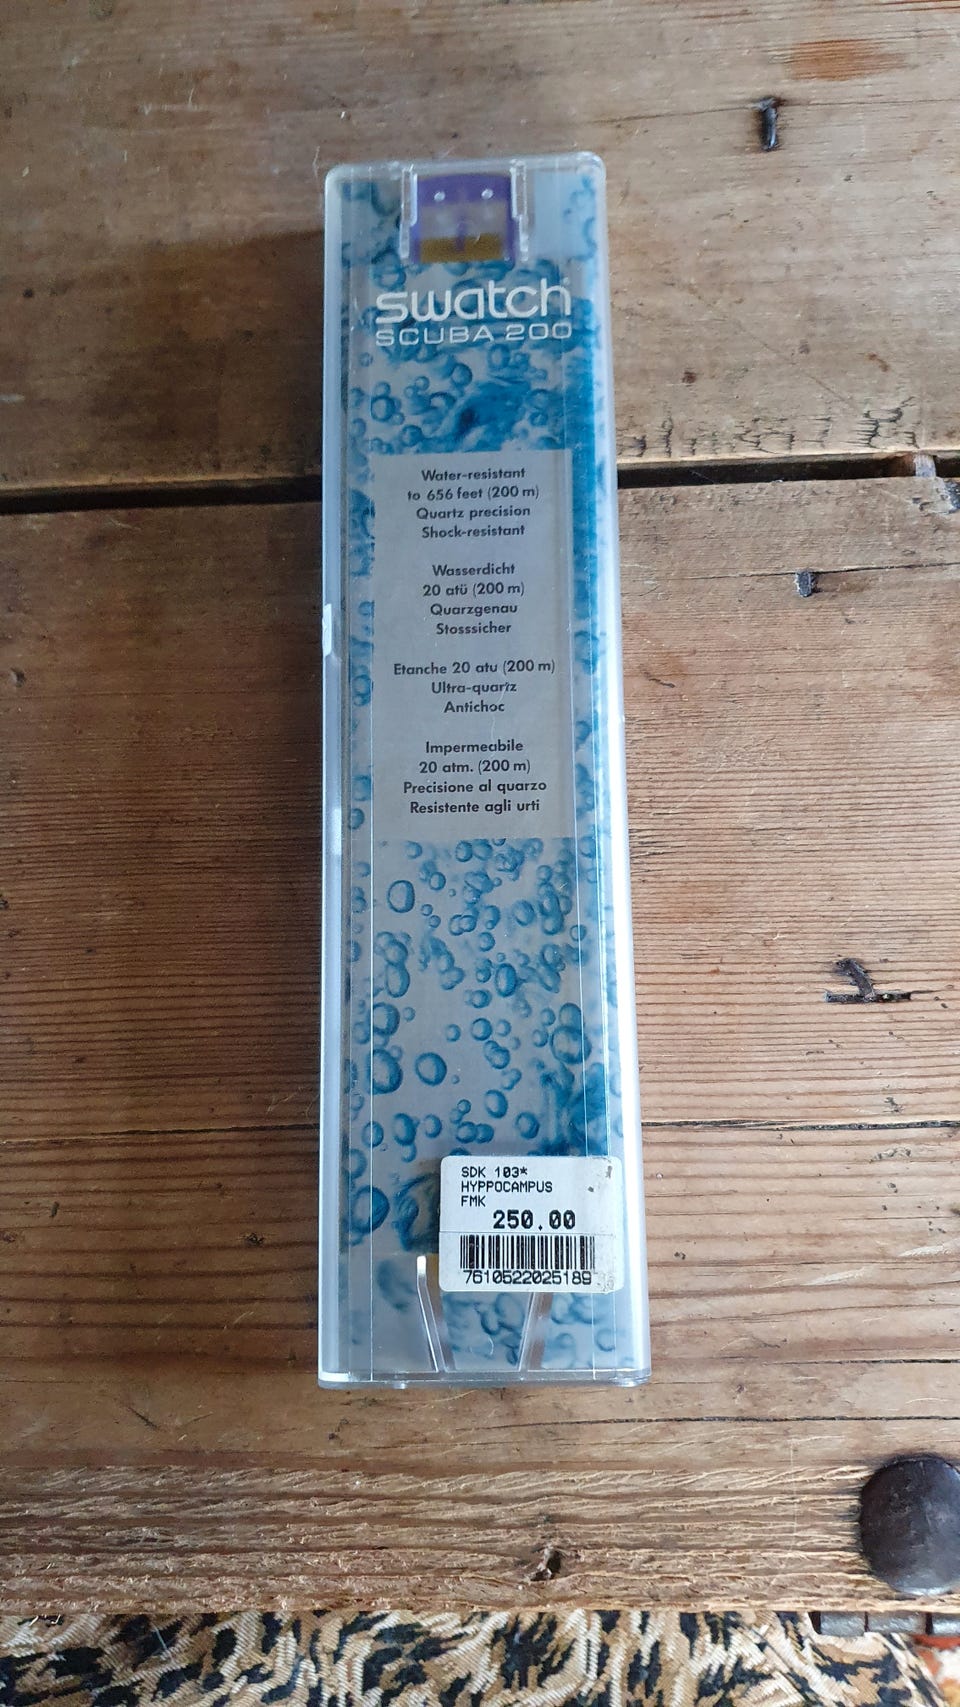 swatch
SCUBA 200
Water-resistant
to 656 feet (200 m)
Quartz precision
Shock-resistant
Wasserdicht
20 atü (200 m)
Quarzgenau
Stosssicher
Etanche 20 atu (200 m)
Ultra-quartz
Antichoc
Impermeabile
20 atm. (200 m)
Precisione al quarzo
Resistente agli urti
SDK 103*
HYPPOCAMPUS
FMK
250.00
7610522025189